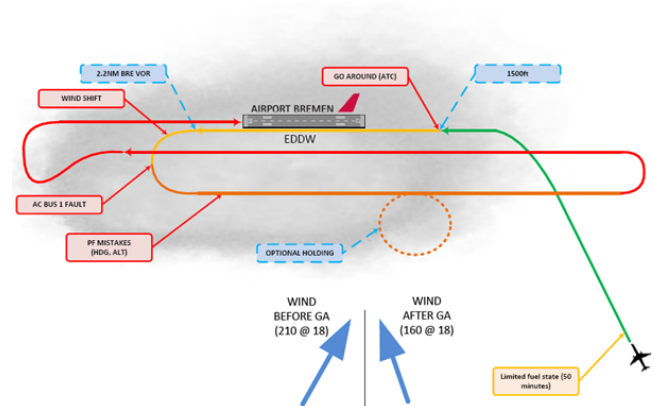 2.2NM BRE VOR
GO AROUND (ATC)
1500ft
WIND SHIFT
AIRPORT BREMEN
EDDW
AC BUS 1 FAULT
PF MISTAKES
(HDG, ALT)
OPTIONAL HOLDING
WIND
BEFORE GA
(210 @ 18)
WIND
AFTER GA
(160 @ 18)
Limited fuel state (50
minutes)